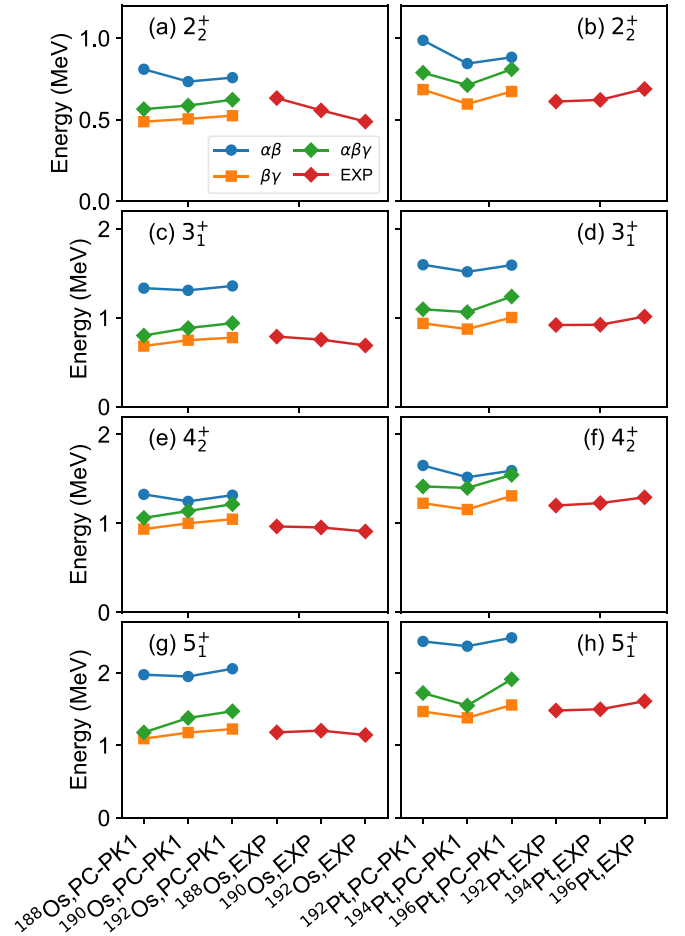 (a) 2₂⁺
(b) 2₂⁺
Energy (MeV)
1.0
0.5
0.0
αβ
αβγ
βγ
EXP
(c) 3₁⁺
(d) 3₁⁺
Energy (MeV)
2
1
0
(e) 4₂⁺
(f) 4₂⁺
Energy (MeV)
2
1
0
(g) 5₁⁺
(h) 5₁⁺
Energy (MeV)
2
1
0
¹⁸⁸Os,PC-PK1
¹⁹⁰Os,PC-PK1
¹⁹²Os,PC-PK1
¹⁸⁸Os,EXP
¹⁹⁰Os,EXP
¹⁹²Os,EXP
¹⁹²Pt,PC-PK1
¹⁹⁴Pt,PC-PK1
¹⁹⁶Pt,PC-PK1
¹⁹²Pt,EXP
¹⁹⁴Pt,EXP
¹⁹⁶Pt,EXP